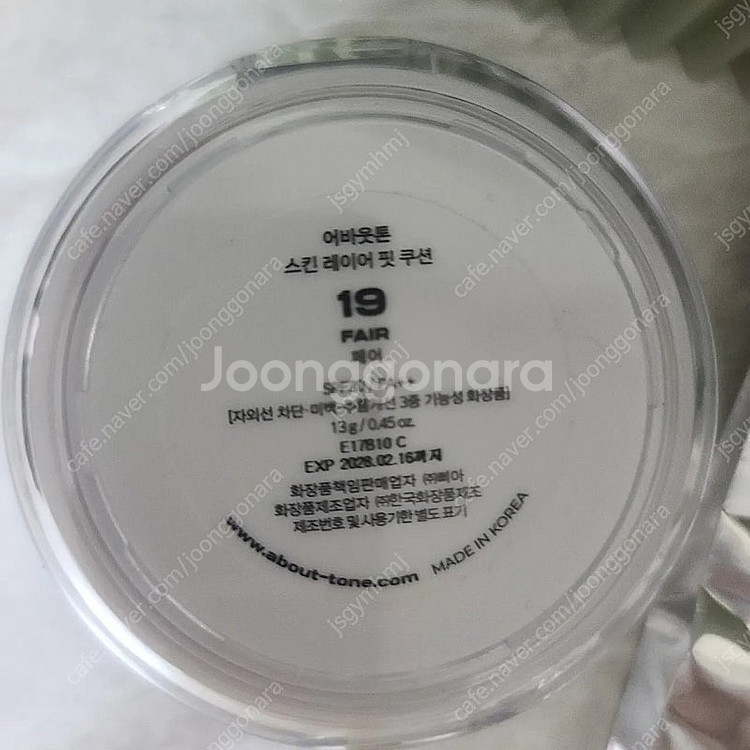 어바웃톤
스킨 레이어 핏 쿠션
19
FAIR
페어
[자외선 차단·미백·주름개선 3중 기능성 화장품]
13g / 0.45 oz.
E17B10 C
EXP 2028.02.16까지
화장품책임판매업자 ㈜삐아
화장품제조업자 ㈜한국화장품제조
제조번호 및 사용기한 별도 표기
www.about-tone.com
MADE IN KOREA
Joonggonara
cafe.naver.com/joonggonara
jsgymhmj